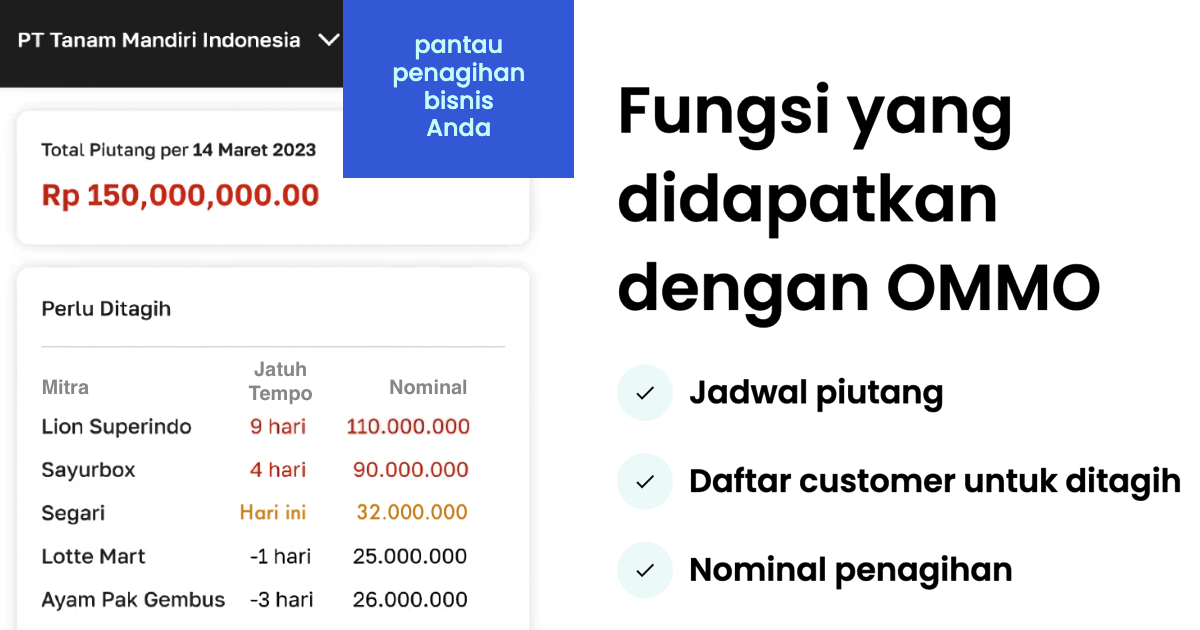 PT Tanam Mandiri Indonesia
pantau
penagihan
bisnis
Anda
Total Piutang per 14 Maret 2023
Rp 150,000,000.00
Perlu Ditagih
Mitra Jatuh Tempo Nominal
Lion Superindo 9 hari 110.000.000
Sayurbox 4 hari 90.000.000
Segari Hari ini 32.000.000
Lotte Mart -1 hari 25.000.000
Ayam Pak Gembus -3 hari 26.000.000
Fungsi yang
didapatkan
dengan OMMO
Jadwal piutang
Daftar customer untuk ditagih
Nominal penagihan